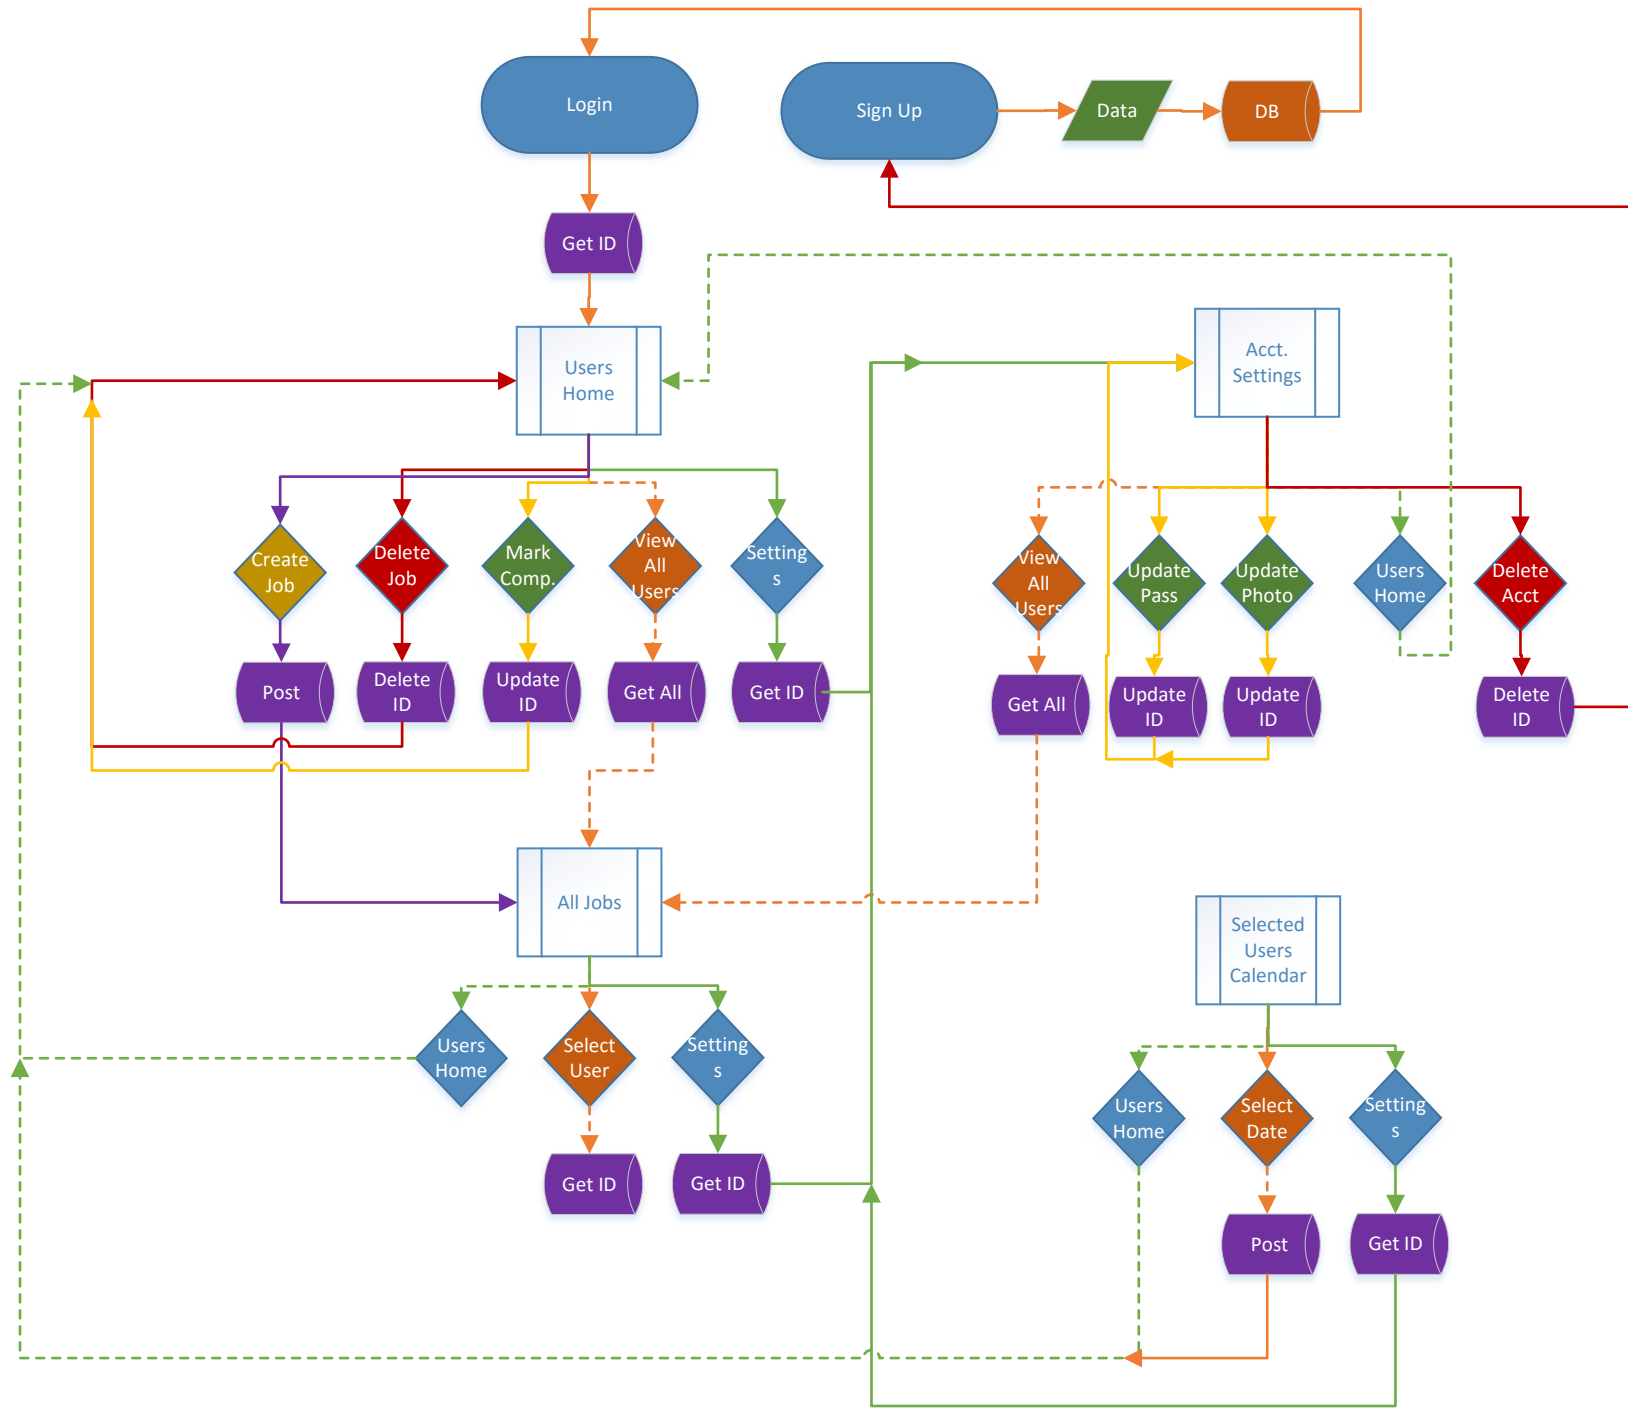 Login
Sign Up
Data
DB
Get ID
Users
Home
Acct.
Settings
Create
Job
Delete
Job
Mark
Comp.
View
All
Users
Setting
s
View
All
Users
Update
Pass
Update
Photo
Users
Home
Delete
Acct
Post
Delete
ID
Update
ID
Get All
Get ID
Get All
Update
ID
Update
ID
Delete
ID
All Jobs
Selected
Users
Calendar
Users
Home
Select
User
Setting
s
Users
Home
Select
Date
Setting
s
Get ID
Get ID
Post
Get ID